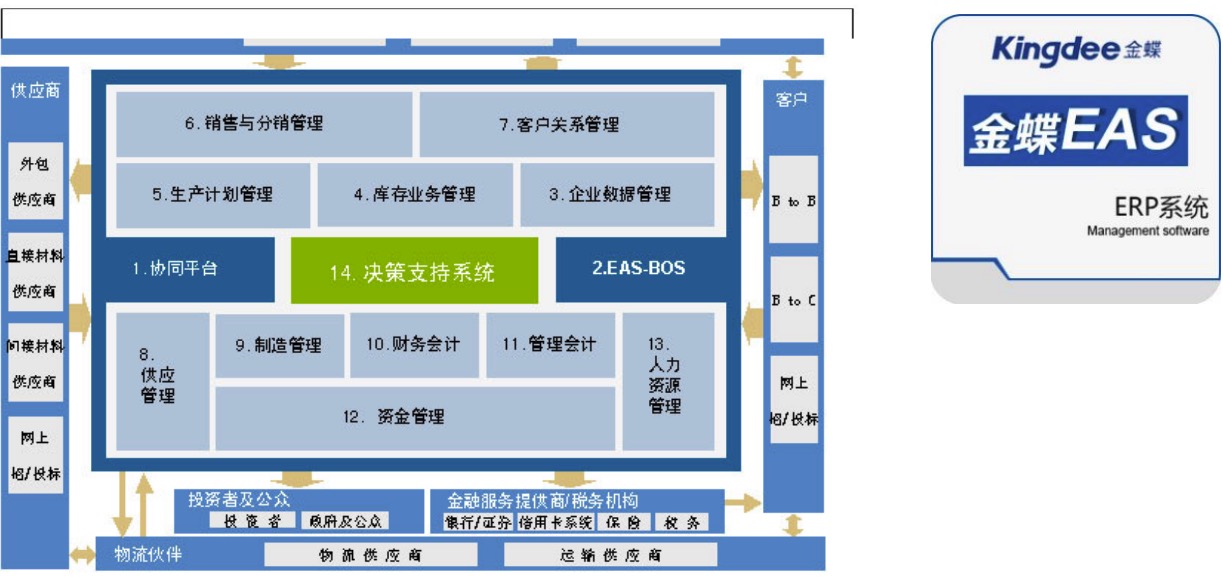 供应商
外包
供应商
直接材料
供应商
间接材料
供应商
网上
招/投标
6.销售与分销管理
7.客户关系管理
5.生产计划管理
4.库存业务管理
3.企业数据管理
1.协同平台
14.决策支持系统
2.EAS-BOS
8.
供应
管理
9.制造管理
10.财务会计
11.管理会计
13.
人力
资源
管理
12. 资金管理
客户
B to B
B to C
网上
招/投标
投资者及公众
投资者
政府及公众
金融服务提供商/税务机构
银行/证券
信用卡系统
保险
税务
物流伙伴
物流供应商
运输供应商
Kingdee金蝶
金蝶EAS
ERP系统
Management software